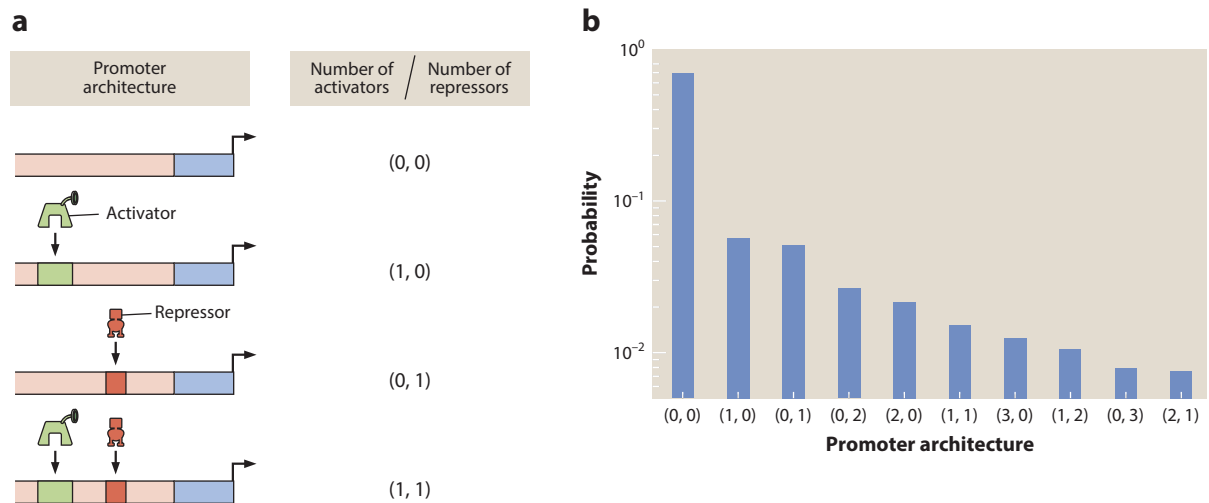 a
Promoter
architecture
Number of
activators
/
Number of
repressors
(0, 0)
Activator
(1, 0)
Repressor
(0, 1)
(1, 1)
b
Probability
10⁰
10⁻¹
10⁻²
(0, 0) (1, 0) (0, 1) (0, 2) (2, 0) (1, 1) (3, 0) (1, 2) (0, 3) (2, 1)
Promoter architecture